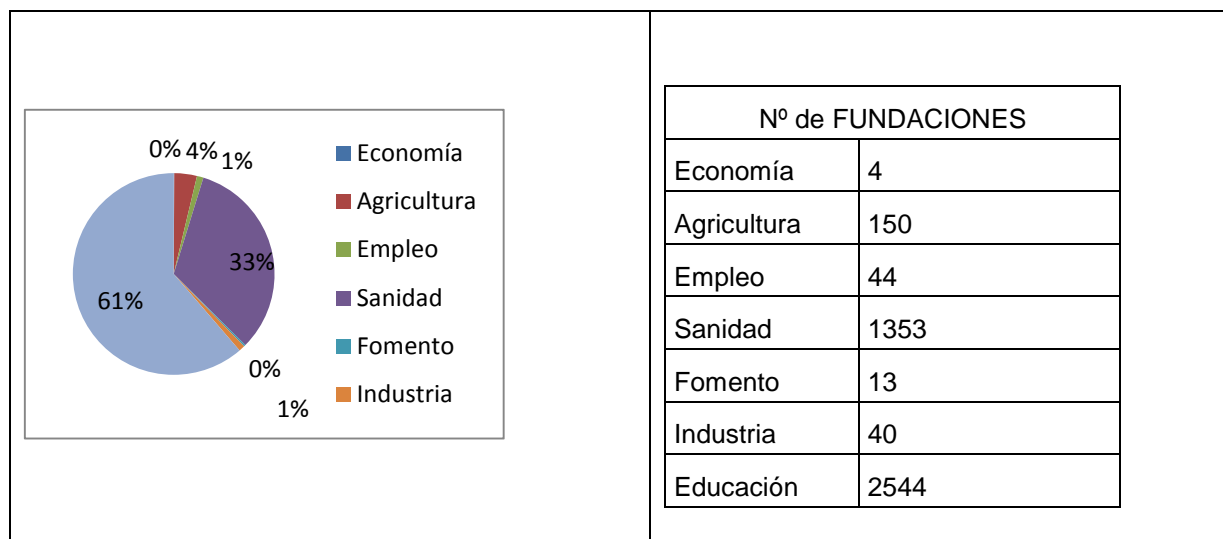 0% 4% 1%
33%
61%
0%
1%
Economía
Agricultura
Empleo
Sanidad
Fomento
Industria
Nº de FUNDACIONES
Economía 4
Agricultura 150
Empleo 44
Sanidad 1353
Fomento 13
Industria 40
Educación 2544